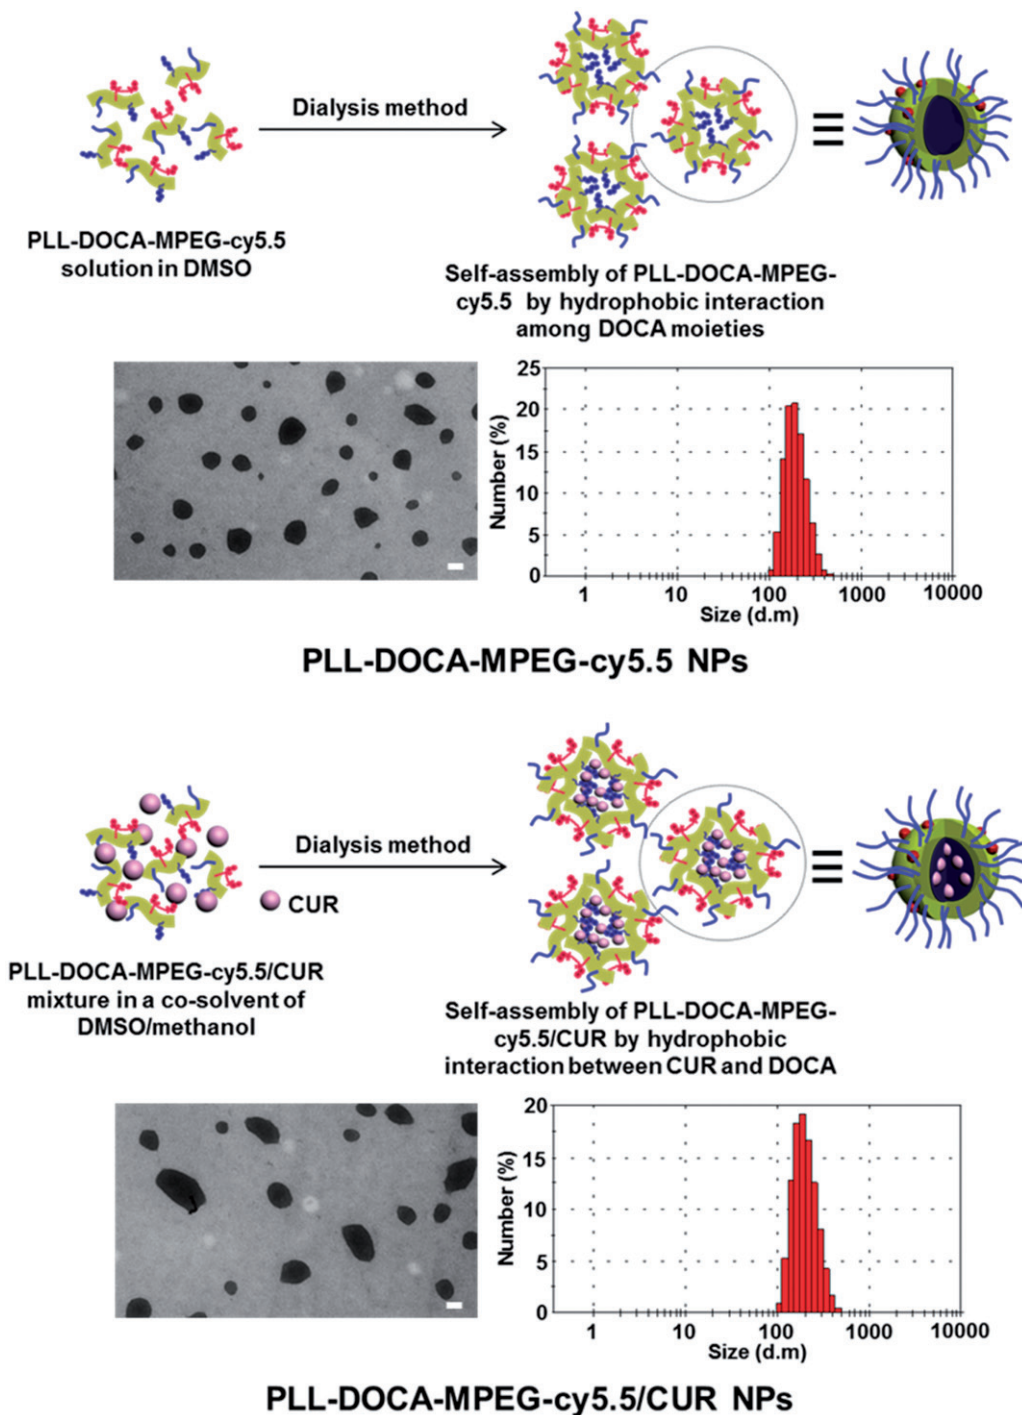 Dialysis method
≡
PLL-DOCA-MPEG-cy5.5
solution in DMSO
Self-assembly of PLL-DOCA-MPEG-
cy5.5 by hydrophobic interaction
among DOCA moieties
25
20
15
10
5
0
Number (%)
1 10 100 1000 10000
Size (d.m)
PLL-DOCA-MPEG-cy5.5 NPs
Dialysis method
≡
CUR
PLL-DOCA-MPEG-cy5.5/CUR
mixture in a co-solvent of
DMSO/methanol
Self-assembly of PLL-DOCA-MPEG-
cy5.5/CUR by hydrophobic
interaction between CUR and DOCA
20
15
10
5
0
Number (%)
1 10 100 1000 10000
Size (d.m)
PLL-DOCA-MPEG-cy5.5/CUR NPs